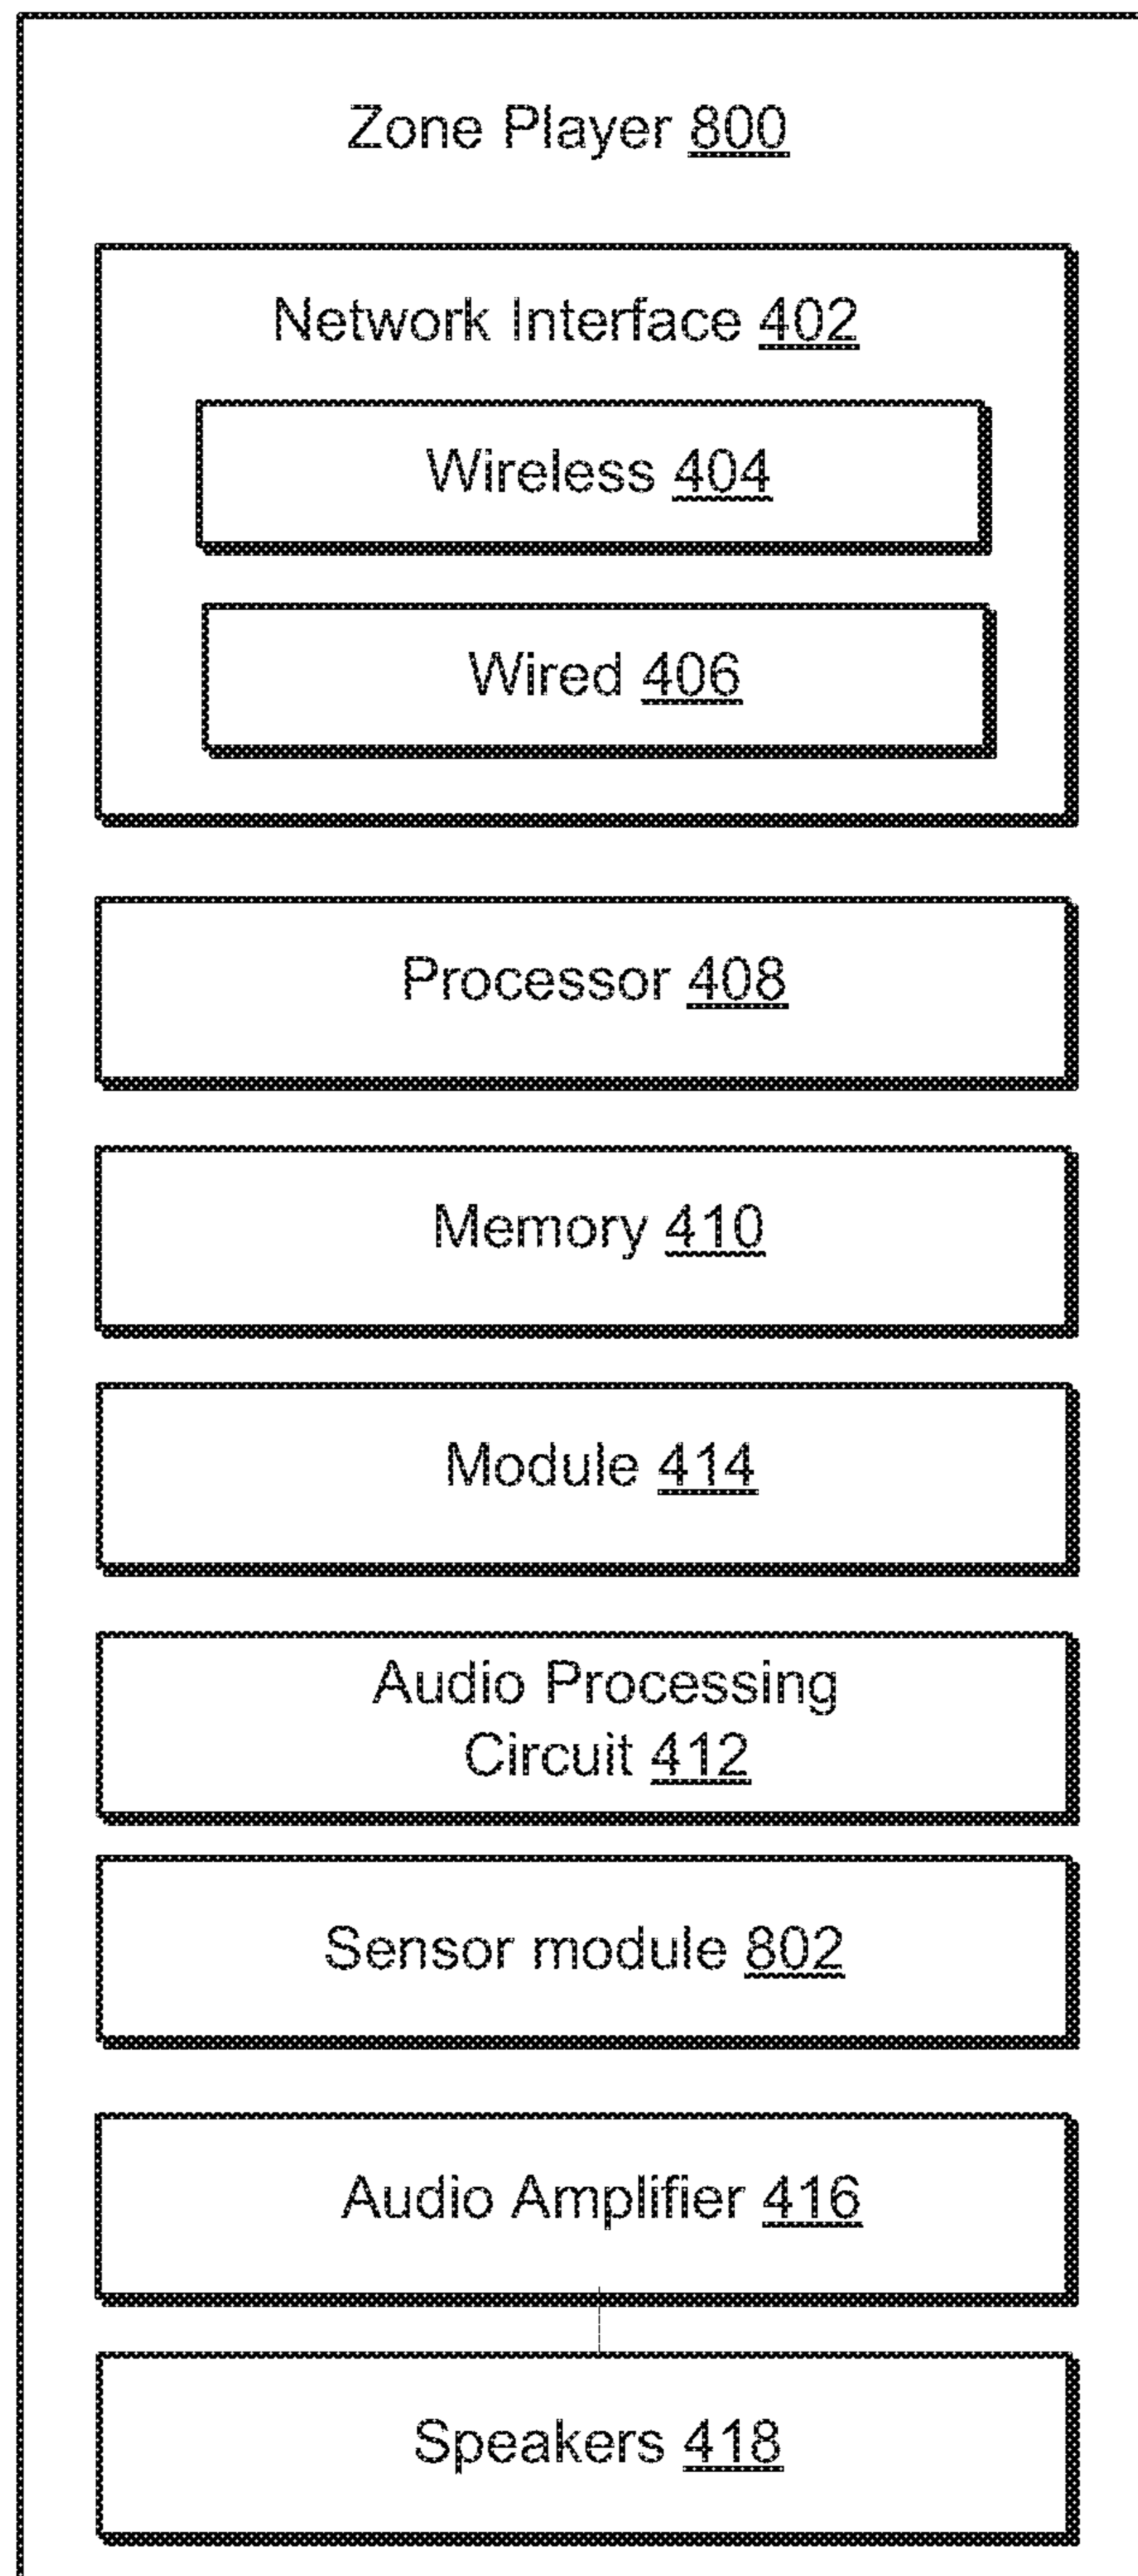 Zone Player 800
Network Interface 402
Wireless 404
Wired 406
Processor 408
Memory 410
Module 414
Audio Processing
Circuit 412
Sensor module 802
Audio Amplifier 416
Speakers 418